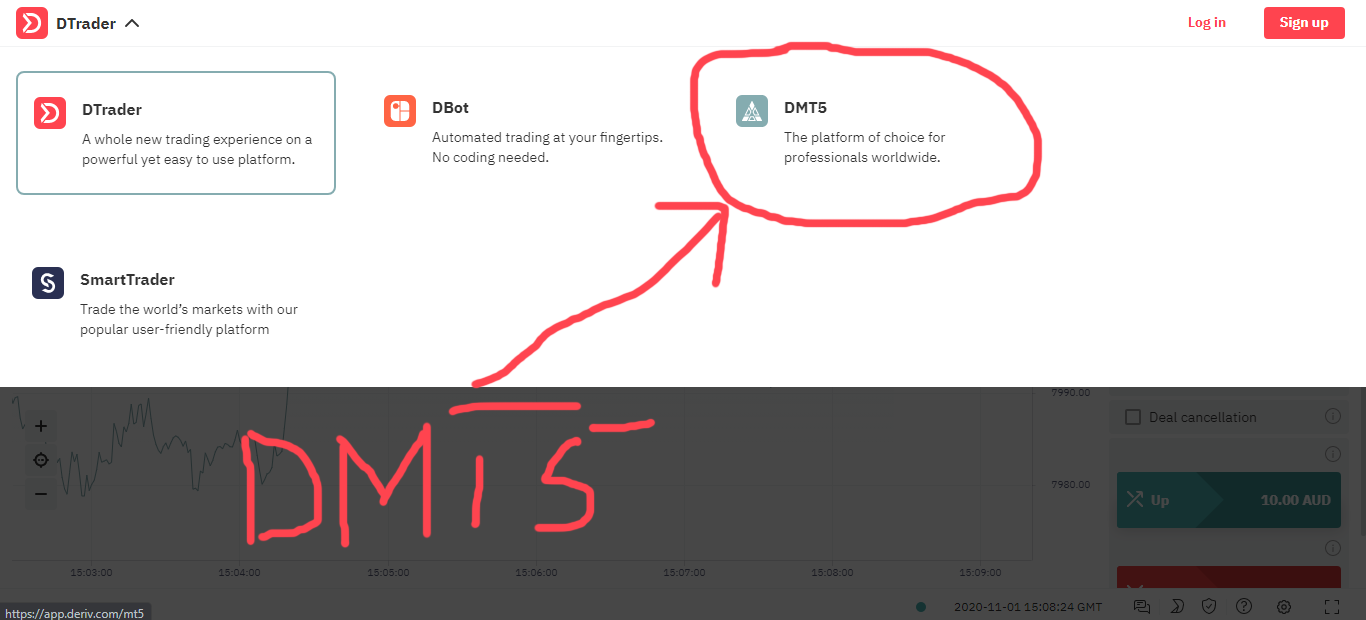 DTrader
Log in
Sign up
DTrader
A whole new trading experience on a
powerful yet easy to use platform.
DBot
Automated trading at your fingertips.
No coding needed.
DMT5
The platform of choice for
professionals worldwide.
SmartTrader
Trade the world’s markets with our
popular user-friendly platform
7990.00
Deal cancellation
DMT5
7980.00
Up
10.00 AUD
15:03:00
15:04:00
15:05:00
15:06:00
15:07:00
15:08:00
15:09:00
https://app.deriv.com/mt5
2020-11-01 15:08:24 GMT